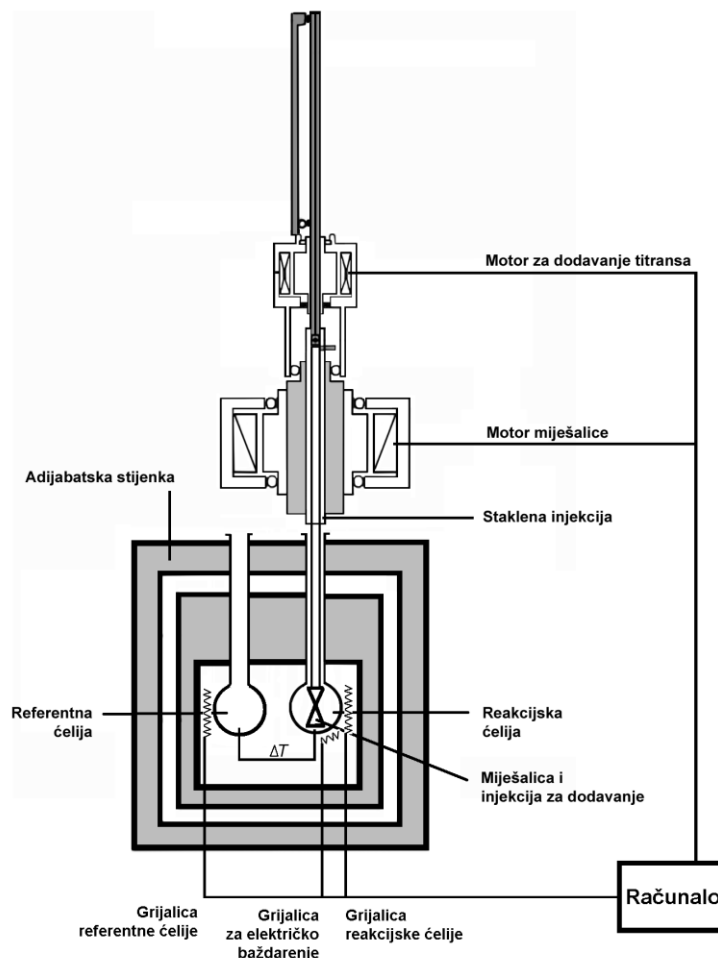 Motor za dodavanje titransa
Motor miješalice
Adijabatska stijenka
Staklena injekcija
Referentna
ćelija
Reakcijska
ćelija
ΔT
Miješalica i
injekcija za dodavanje
Računalo
Grijalica
referentne ćelije
Grijalica
za električko
baždarenje
Grijalica
reakcijske ćelije